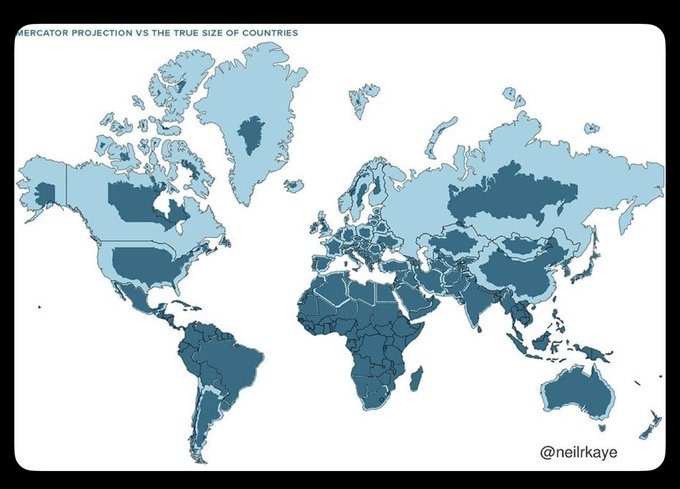 MERCATOR PROJECTION VS THE TRUE SIZE OF COUNTRIES
@neilrkaye